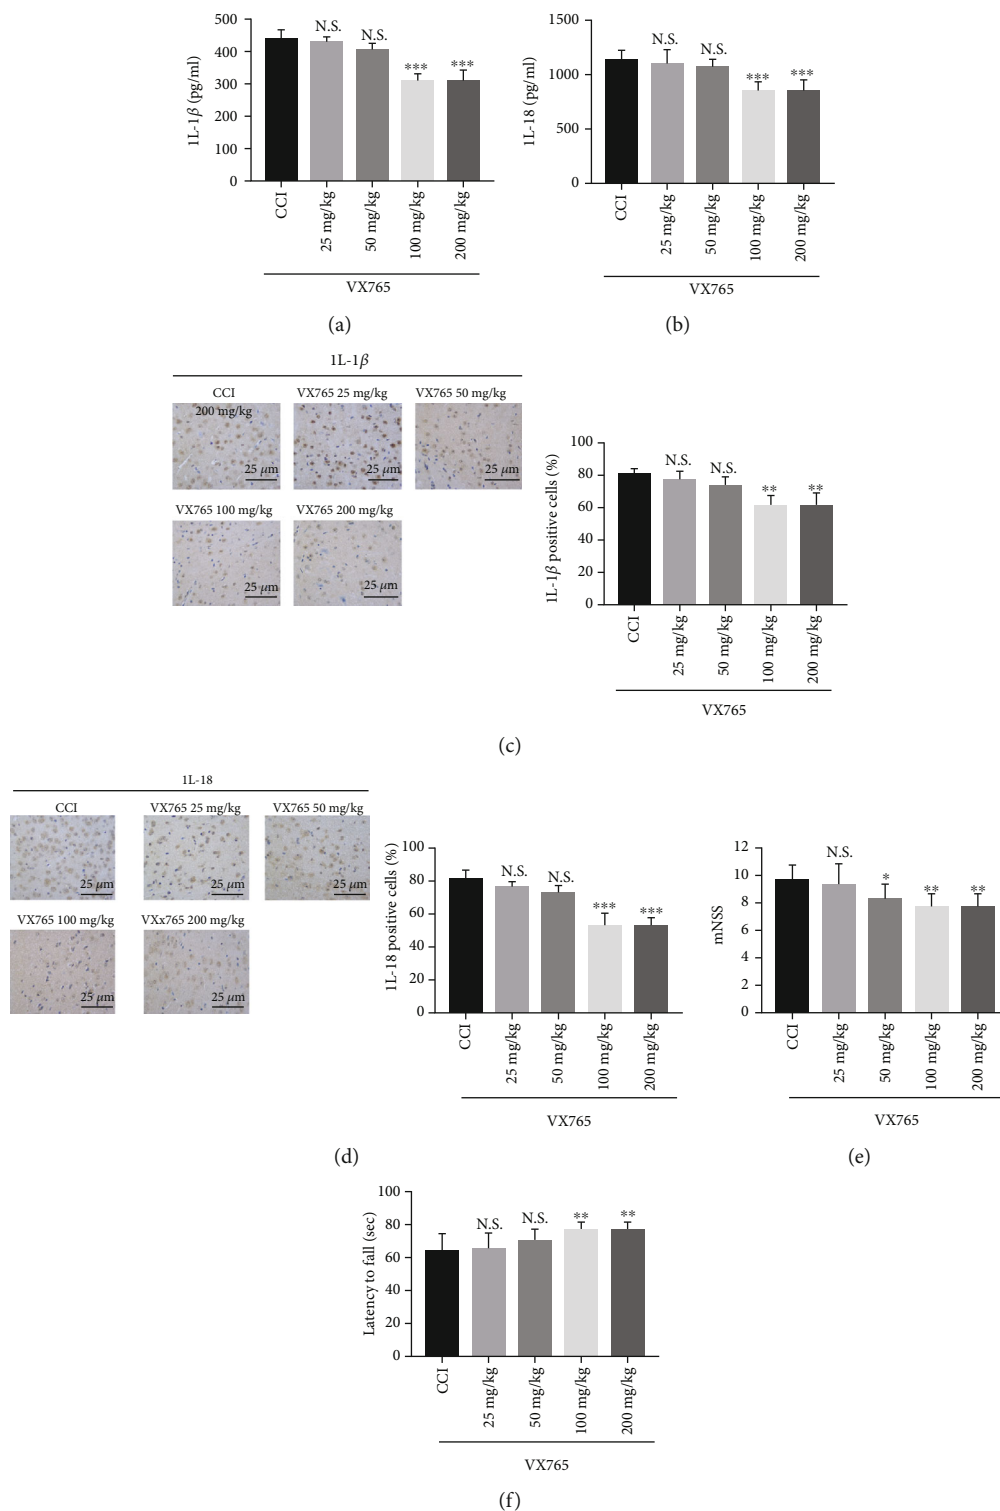 500
400
300
200
100
0
1L-1β (pg/ml)
N.S.
N.S.
***
***
CCI
25 mg/kg
50 mg/kg
100 mg/kg
200 mg/kg
VX765
(a)
1500
1000
500
0
1L-18 (pg/ml)
N.S.
N.S.
***
***
CCI
25 mg/kg
50 mg/kg
100 mg/kg
200 mg/kg
VX765
(b)
1L-1β
CCI
VX765 25 mg/kg
VX765 50 mg/kg
200 mg/kg
25 μm
25 μm
25 μm
VX765 100 mg/kg
VX765 200 mg/kg
25 μm
25 μm
100
80
60
40
20
0
1L-1β positive cells (%)
N.S.
N.S.
**
**
CCI
25 mg/kg
50 mg/kg
100 mg/kg
200 mg/kg
VX765
(c)
1L-18
CCI
VX765 25 mg/kg
VX765 50 mg/kg
25 μm
25 μm
25 μm
VX765 100 mg/kg
VXx765 200 mg/kg
25 μm
25 μm
100
80
60
40
20
0
1L-18 positive cells (%)
N.S.
N.S.
***
***
CCI
25 mg/kg
50 mg/kg
100 mg/kg
200 mg/kg
VX765
(d)
12
10
8
6
4
2
0
mNSS
N.S.
*
**
**
CCI
25 mg/kg
50 mg/kg
100 mg/kg
200 mg/kg
VX765
(e)
100
80
60
40
20
0
Latency to fall (sec)
N.S.
N.S.
**
**
CCI
25 mg/kg
50 mg/kg
100 mg/kg
200 mg/kg
VX765
(f)